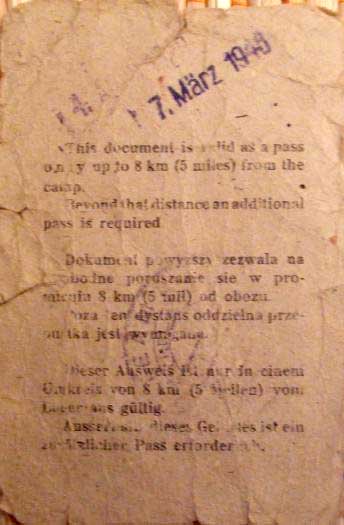 7. März 1948
This document is valid as a pass
only up to 8 km (5 miles) from the
camp.
Beyond that distance an additional
pass is required
Dokument powyższy zezwala na
swobodne poruszanie sie w pro-
mieniu 8 km (5 mil) od obozu.
Poza ten dystans oddzielna prze-
pustka jest wymagana.
Dieser Ausweis ist nur in einem
Umkreis von 8 km (5 Meilen) vom
Lager aus gültig.
Ausserhalb dieses Gebietes ist ein
zusätzlicher Pass erforderlich.